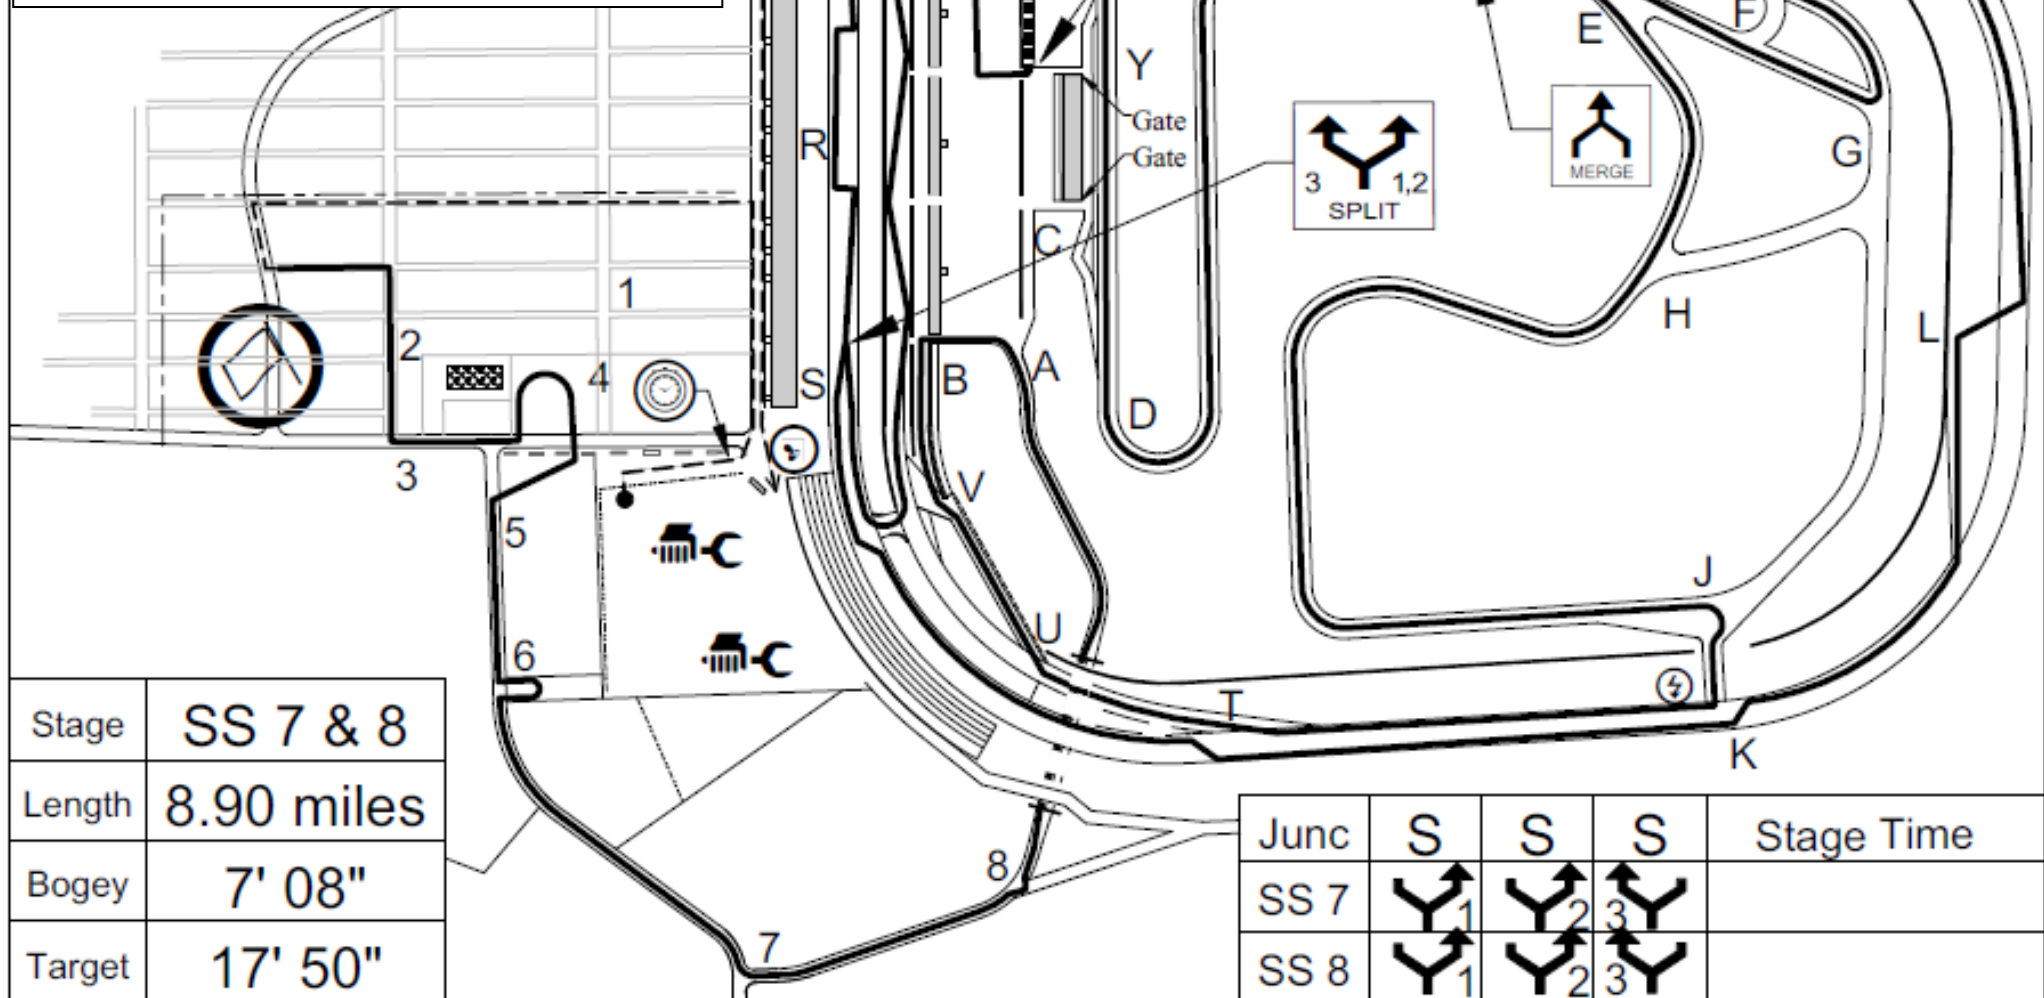 E
F
Y
Gate
R
G
Gate
MERGE
3 1,2
SPLIT
C
1
H
L
2
4
S
B
A
D
3
V
5
J
U
6
T
K
Stage SS 7 & 8
Length 8.90 miles
Bogey 7' 08"
Target 17' 50"
8
7
Junc S S S Stage Time
SS 7 1 2 3
SS 8 1 2 3